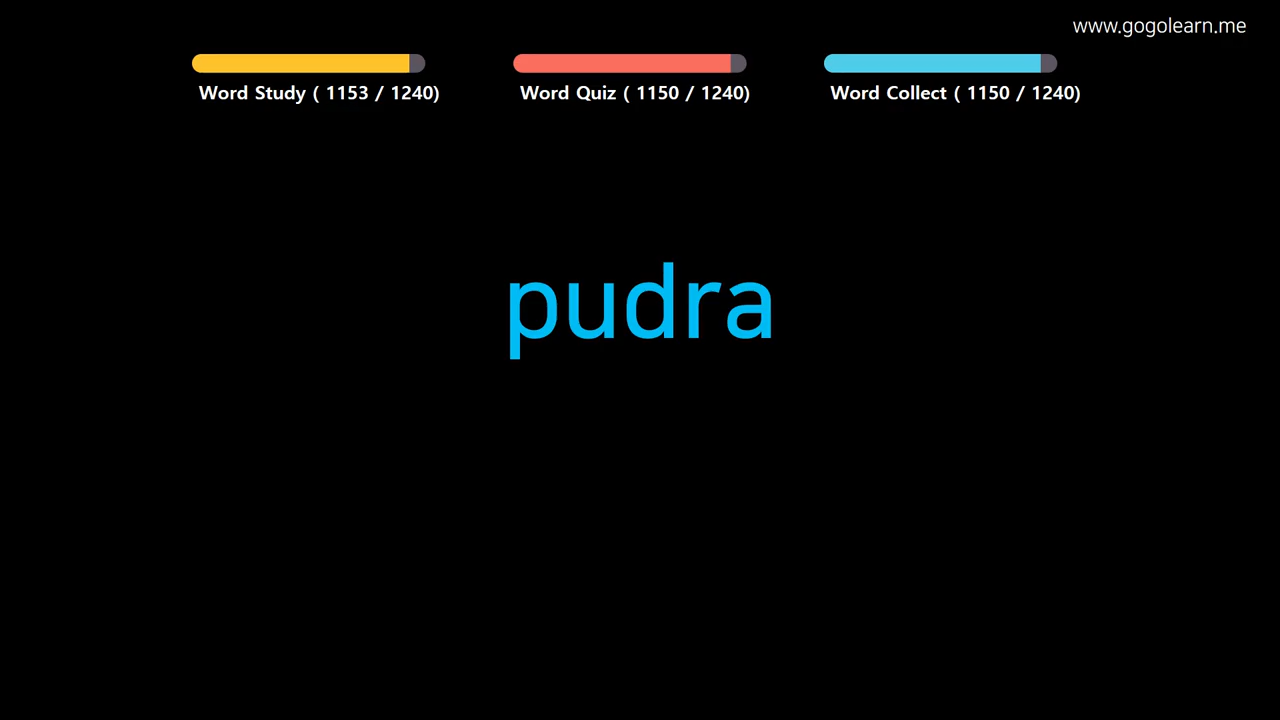 www.gogolearn.me
Word Study ( 1153 / 1240)
Word Quiz ( 1150 / 1240)
Word Collect ( 1150 / 1240)
pudra